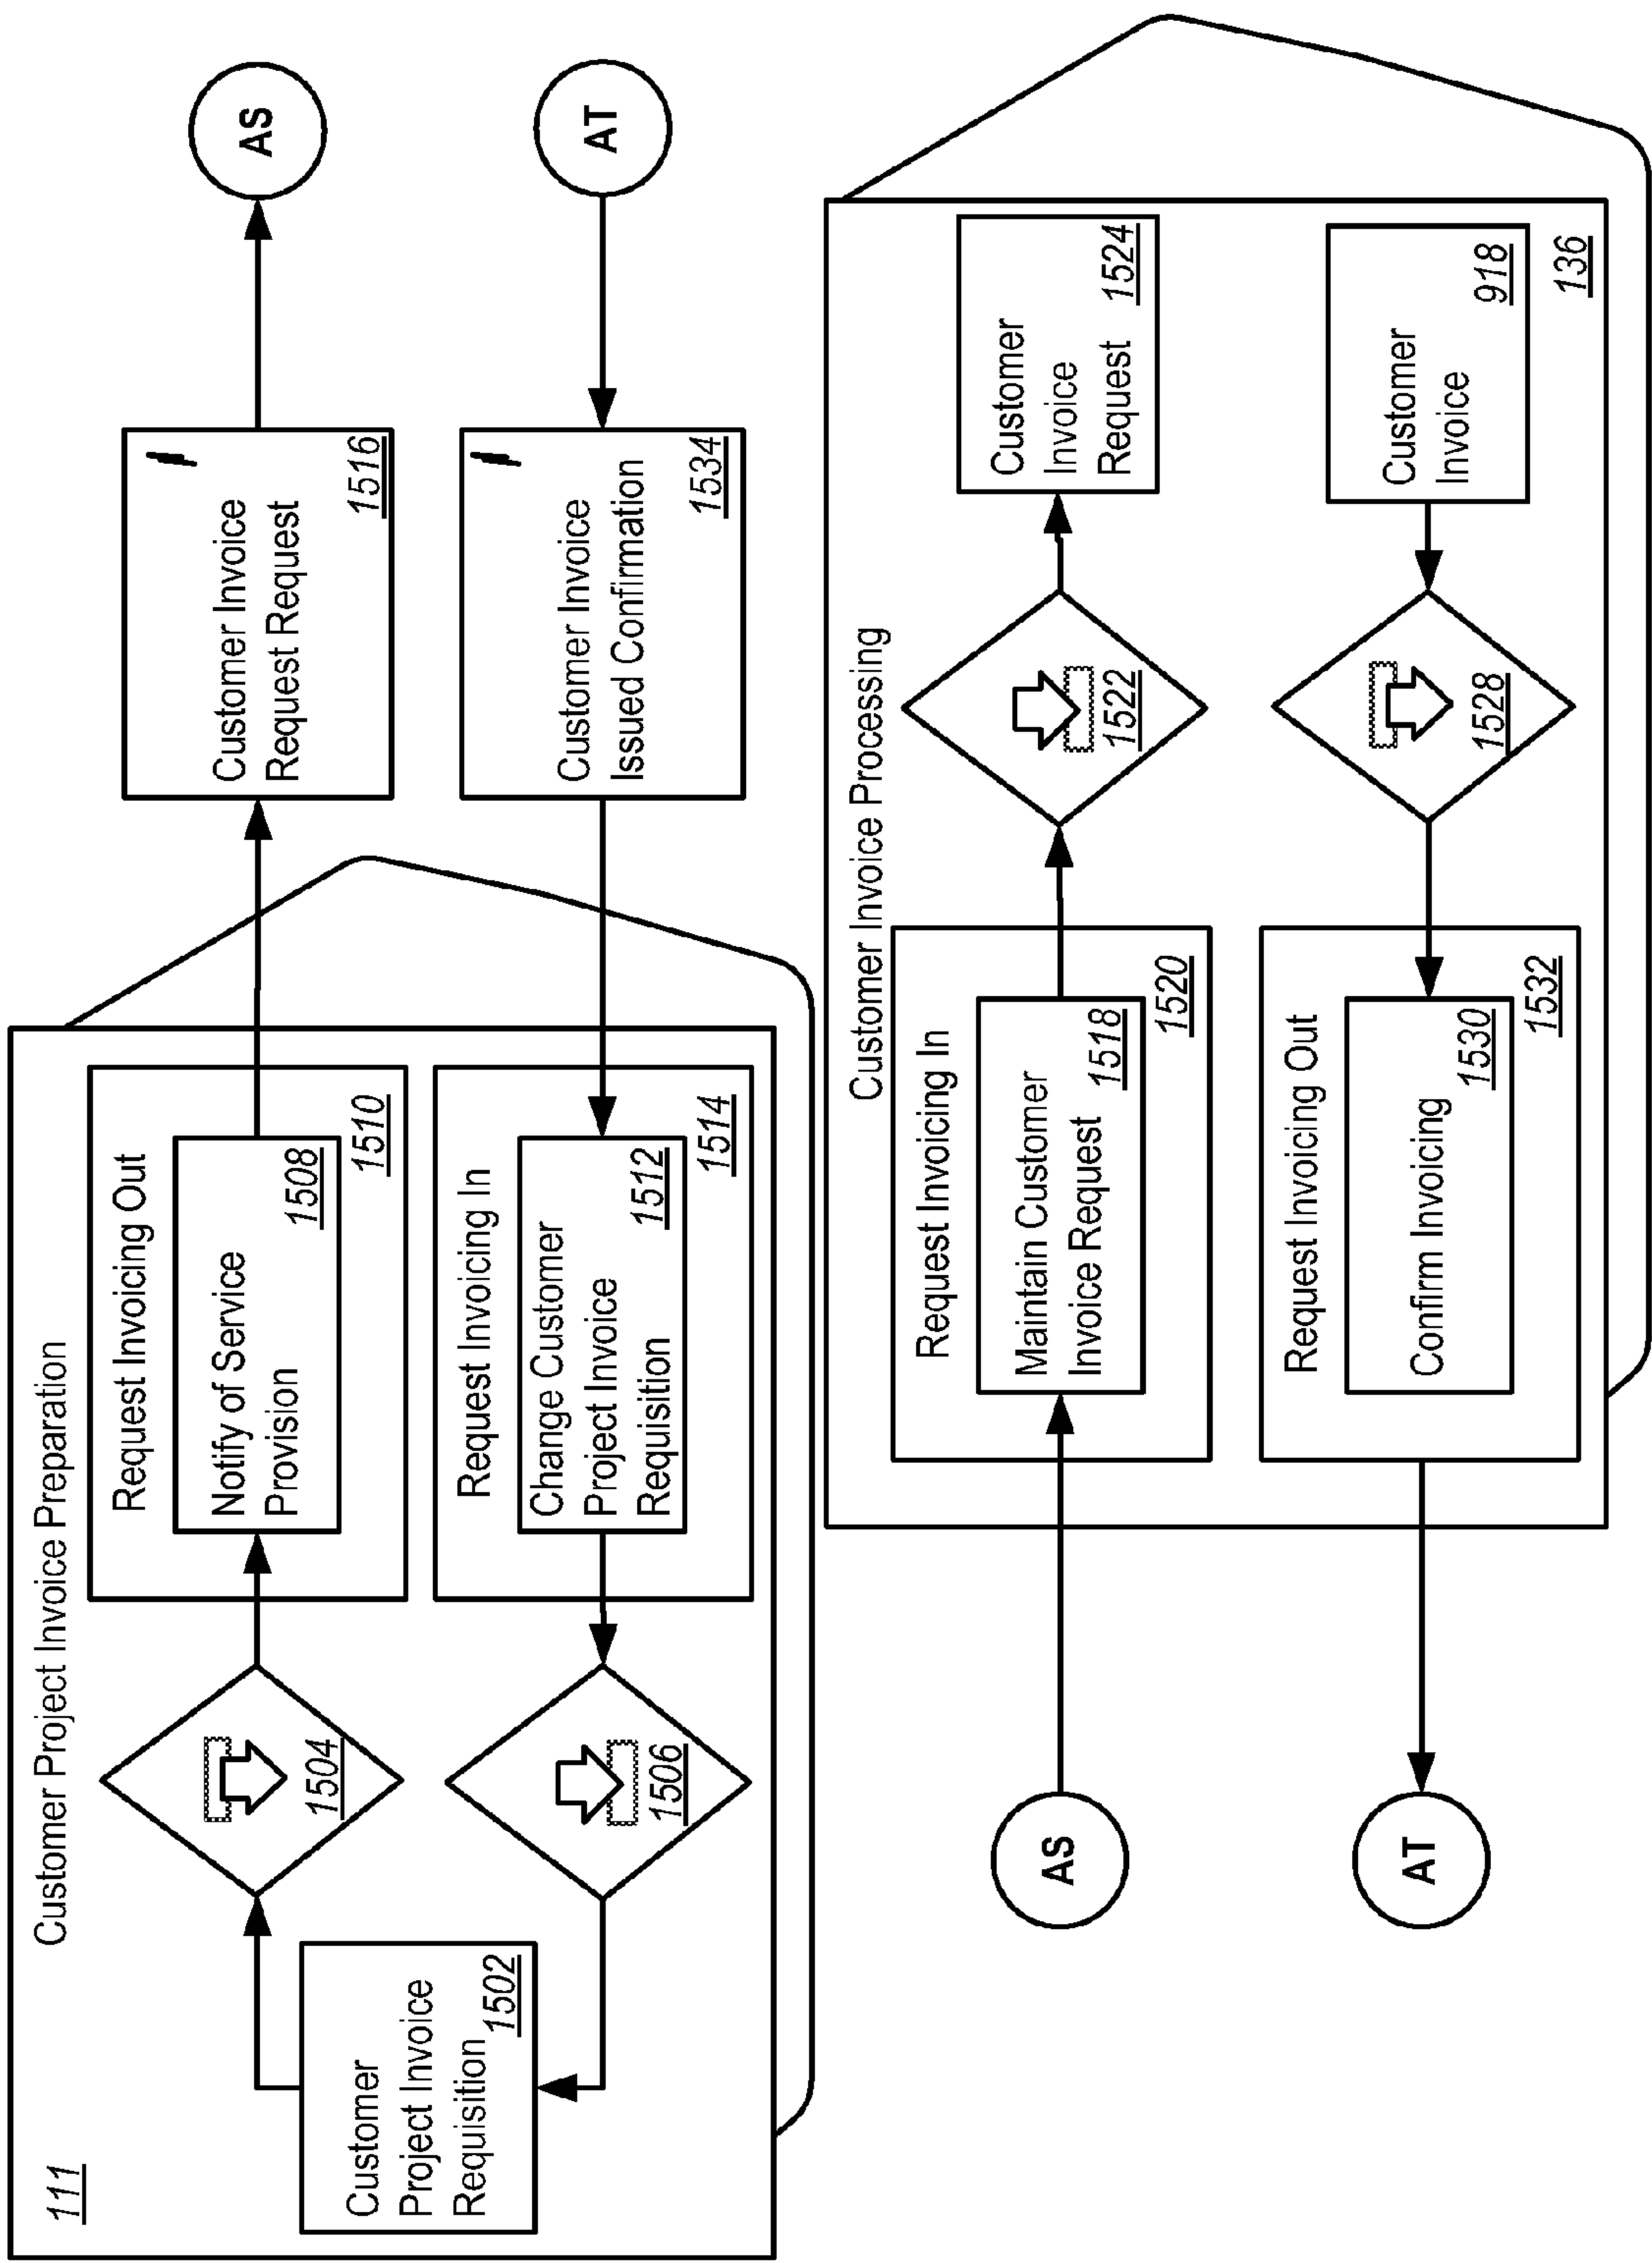 111
Customer Project Invoice Preparation
Customer
Project Invoice
Requisition
1502
1504
Request Invoicing Out
Notify of Service
Provision
1508
1510
Customer Invoice
Request Request
1516
AS
1506
Request Invoicing In
Change Customer
Project Invoice
Requisition
1512
1514
Customer Invoice
Issued Confirmation
1534
AT
Customer Invoice Processing
AS
Request Invoicing In
Maintain Customer
Invoice Request
1518
1520
1522
Customer
Invoice
Request
1524
AT
Request Invoicing Out
Confirm Invoicing
1530
1532
1528
Customer
Invoice
918
136